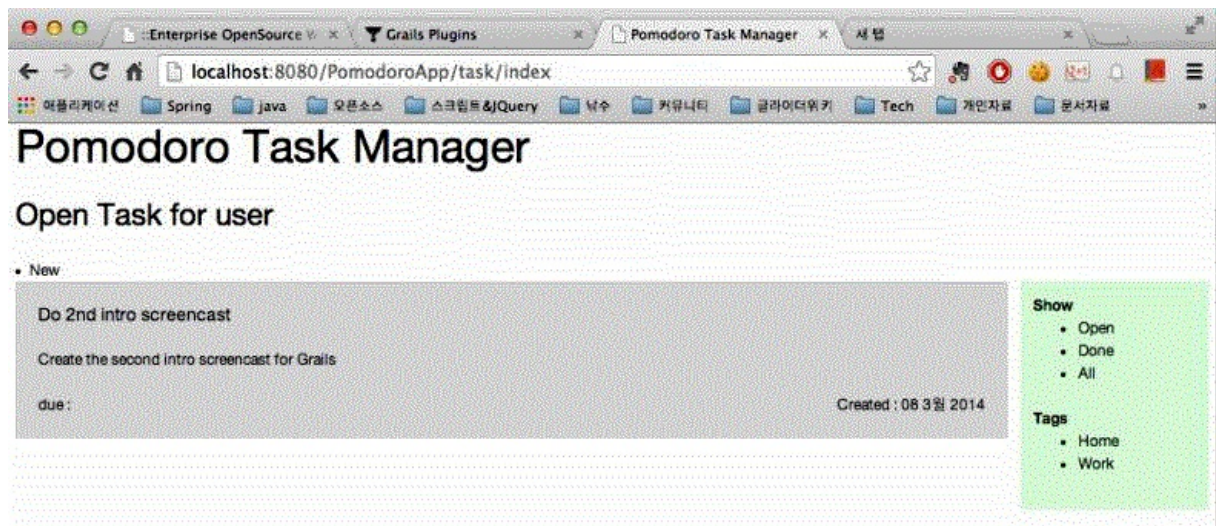 ::Enterprise OpenSource
Grails Plugins
Pomodoro Task Manager
새 탭
localhost:8080/PomodoroApp/task/index
애플리케이션
Spring
java
오픈소스
스크립트&JQuery
낚수
커뮤니티
글라이더위키
Tech
개인자료
문서자료
»
Pomodoro Task Manager
Open Task for user
• New
Do 2nd intro screencast
Create the second intro screencast for Grails
due :
Created : 08 3월 2014
Show
• Open
• Done
• All
Tags
• Home
• Work